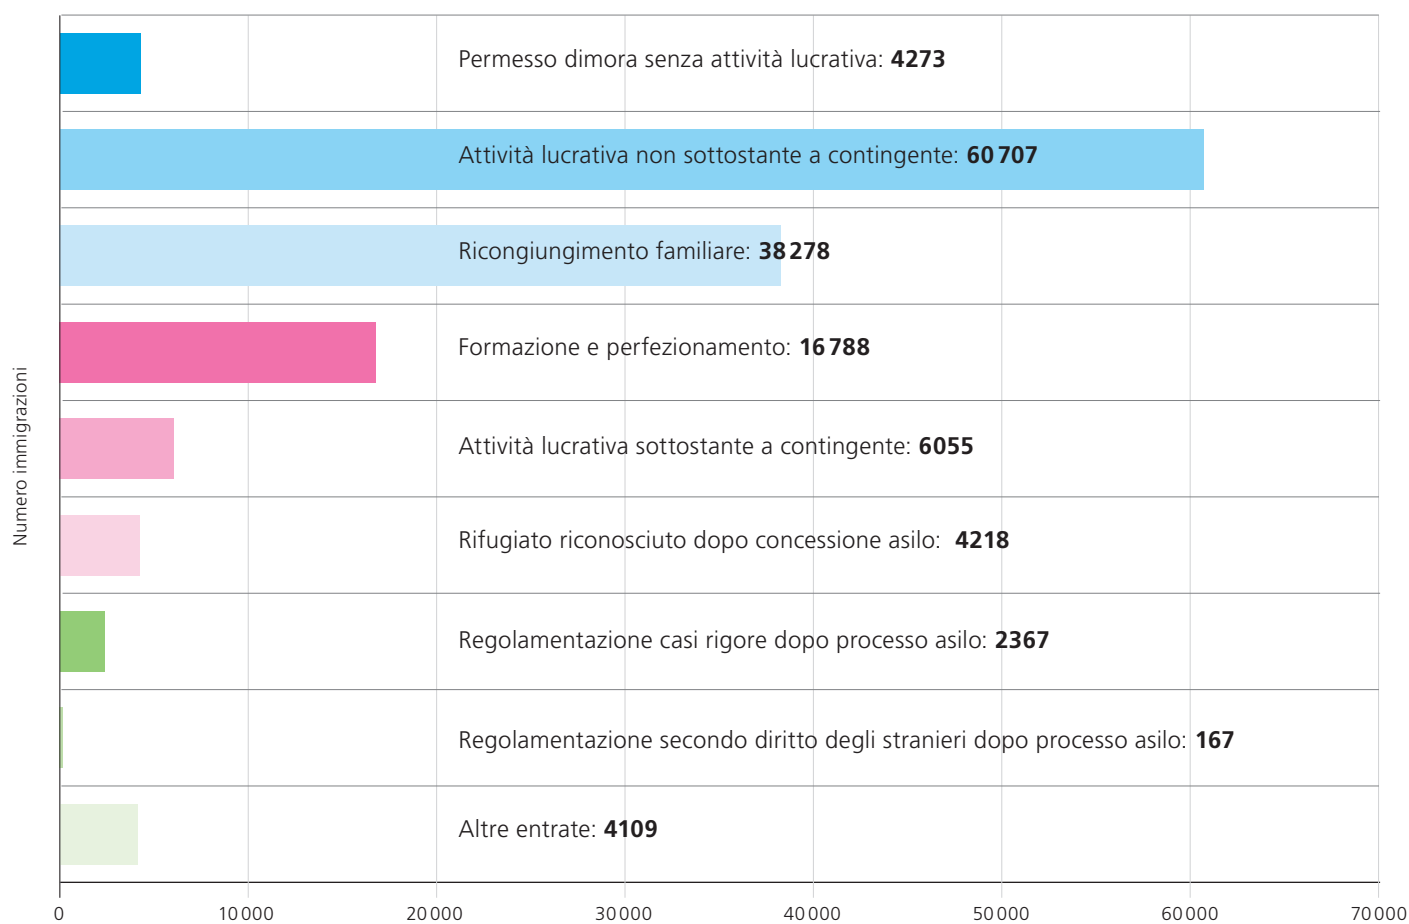 Permesso dimora senza attività lucrativa: 4273
Attività lucrativa non sottostante a contingente: 60 707
Ricongiungimento familiare: 38 278
Formazione e perfezionamento: 16 788
Attività lucrativa sottostante a contingente: 6055
Rifugiato riconosciuto dopo concessione asilo: 4218
Regolamentazione casi rigore dopo processo asilo: 2367
Regolamentazione secondo diritto degli stranieri dopo processo asilo: 167
Altre entrate: 4109
Numero immigrazioni
0 10 000 20 000 30 000 40 000 50 000 60 000 70 000